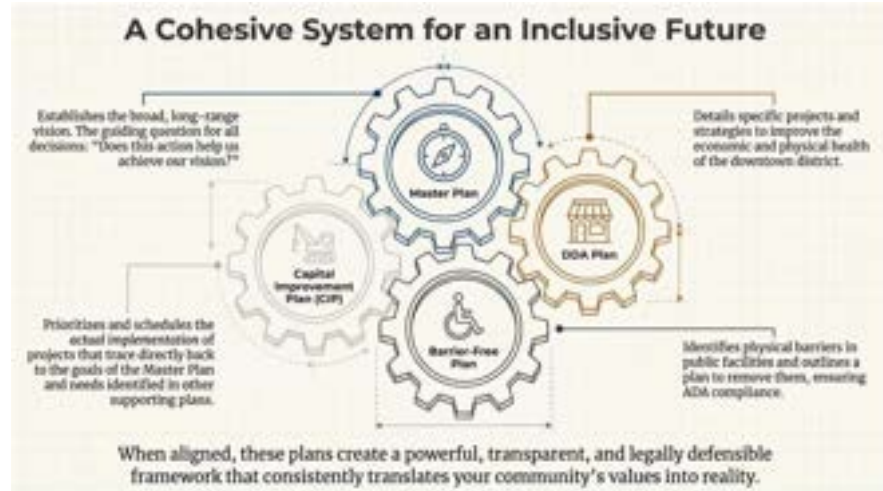 A Cohesive System for an Inclusive Future
Establishes the broad, long-range
vision. The guiding question for all
decisions: "Does this action help us
achieve our vision?"
Master Plan
Details specific projects and
strategies to improve the
economic and physical health
of the downtown district.
DDA Plan
Capital
Improvement
Plan (CIP)
Prioritizes and schedules the
actual implementation of
projects that trace directly back
to the goals of the Master Plan
and needs identified in other
supporting plans.
Barrier-Free
Plan
Identifies physical barriers in
public facilities and outlines a
plan to remove them, ensuring
ADA compliance.
When aligned, these plans create a powerful, transparent, and legally defensible
framework that consistently translates your community's values into reality.